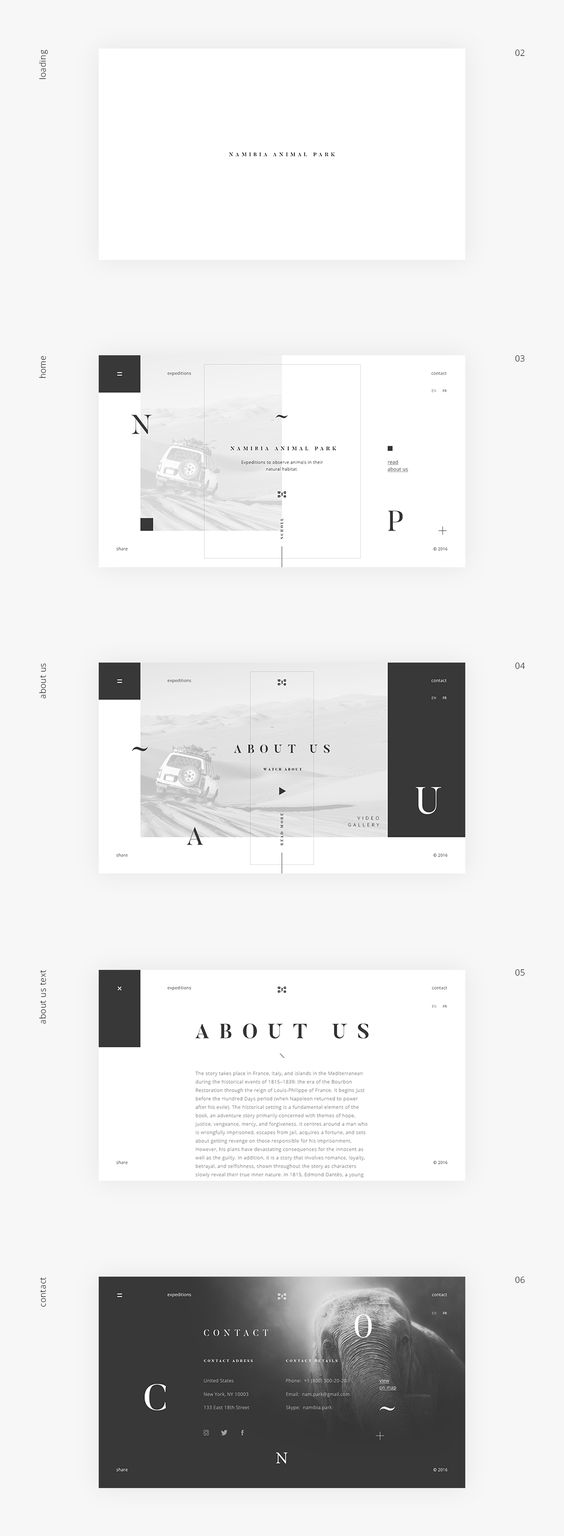 loading
02
NAMIBIA ANIMAL PARK
home
03
expeditions
contact
EN FR
N
~
NAMIBIA ANIMAL PARK
Expeditions to observe animals in their
natural habitat.
read
about us
SCROLL
P
share
© 2016
about us
04
expeditions
contact
EN FR
~
ABOUT US
WATCH ABOUT
U
VIDEO
GALLERY
READ MORE
A
share
© 2016
about us text
05
expeditions
contact
EN FR
ABOUT US
The story takes place in France, Italy, and islands in the Mediterranean
during the historical events of 1815–1839: the era of the Bourbon
Restoration through the reign of Louis-Philippe of France. It begins just
before the Hundred Days period (when Napoleon returned to power
after his exile). The historical setting is a fundamental element of the
book, an adventure story primarily concerned with themes of hope,
justice, vengeance, mercy, and forgiveness. It centres around a man who
is wrongfully imprisoned, escapes from jail, acquires a fortune, and sets
about getting revenge on those responsible for his imprisonment.
However, his plans have devastating consequences for the innocent as
well as the guilty. In addition, it is a story that involves romance, loyalty,
betrayal, and selfishness, shown throughout the story as characters
slowly reveal their true inner nature. In 1815, Edmond Dantès, a young
share
© 2016
contact
06
expeditions
contact
EN FR
O
CONTACT
CONTACT ADRESS
CONTACT DETAILS
United States
Phone: +1 (800) 300-20-20
view
on map
New York, NY 10003
Email: nam.park@gmail.com
133 East 18th Street
Skype: namibia.park
C
~
N
share
© 2016